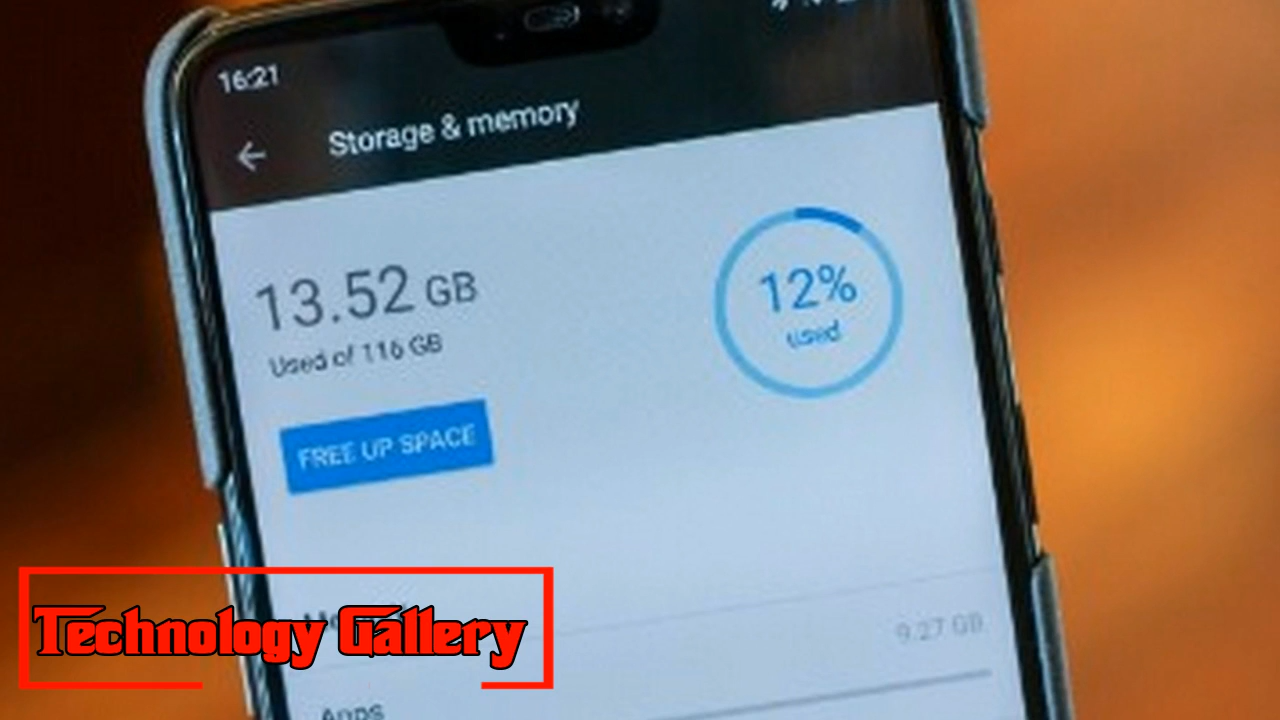 16:21
Storage & memory
13.52 GB
Used of 116 GB
12%
used
FREE UP SPACE
9.27 GB
Apps
Technology Gallery